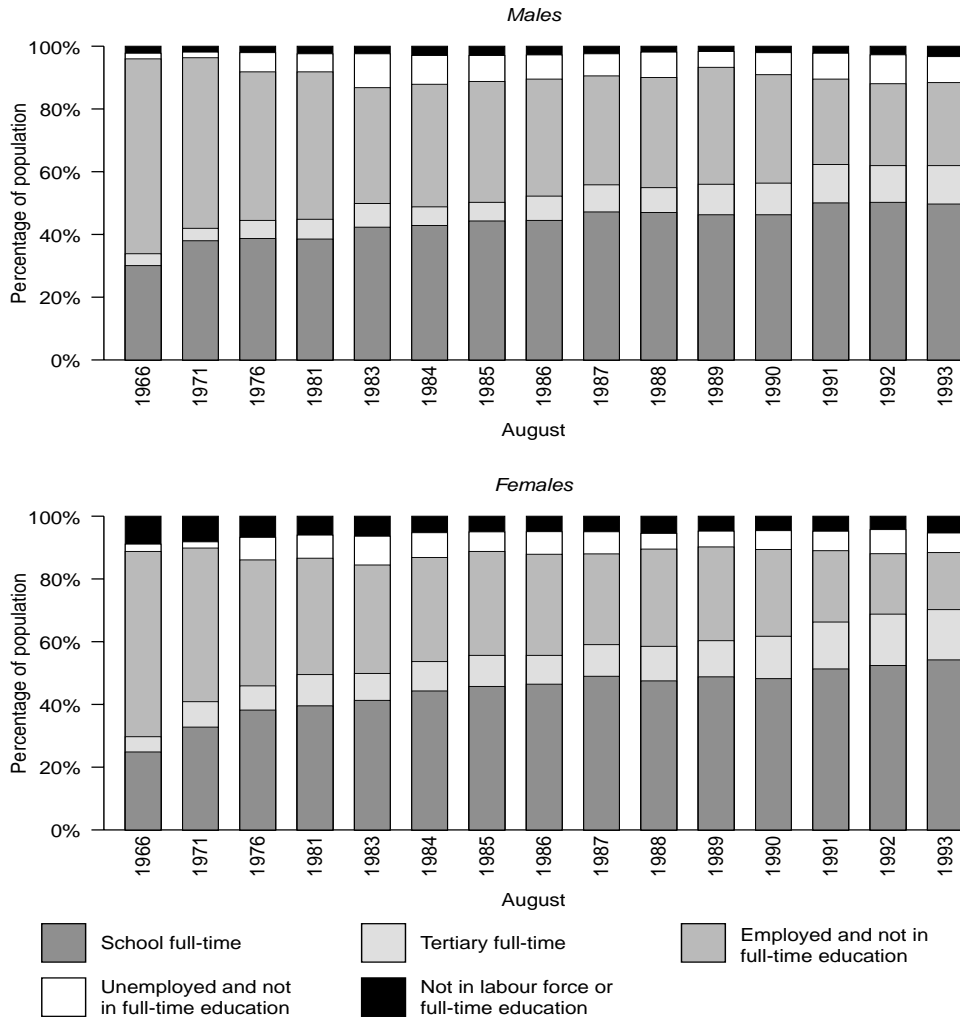 Males
Percentage of population
100%
80%
60%
40%
20%
0%
1966 1971 1976 1981 1983 1984 1985 1986 1987 1988 1989 1990 1991 1992 1993
August
Females
Percentage of population
100%
80%
60%
40%
20%
0%
1966 1971 1976 1981 1983 1984 1985 1986 1987 1988 1989 1990 1991 1992 1993
August
School full-time
Tertiary full-time
Employed and not in
full-time education
Unemployed and not
in full-time education
Not in labour force or
full-time education